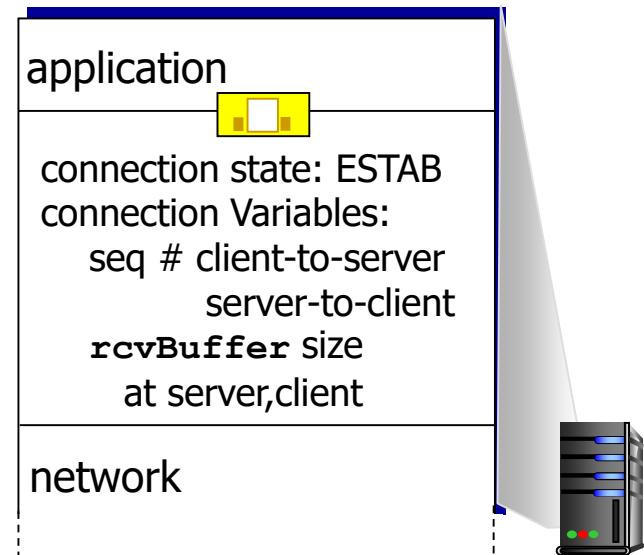 application
connection state: ESTAB
connection Variables:
seq # client-to-server
server-to-client
rcvBuffer size
at server,client
network